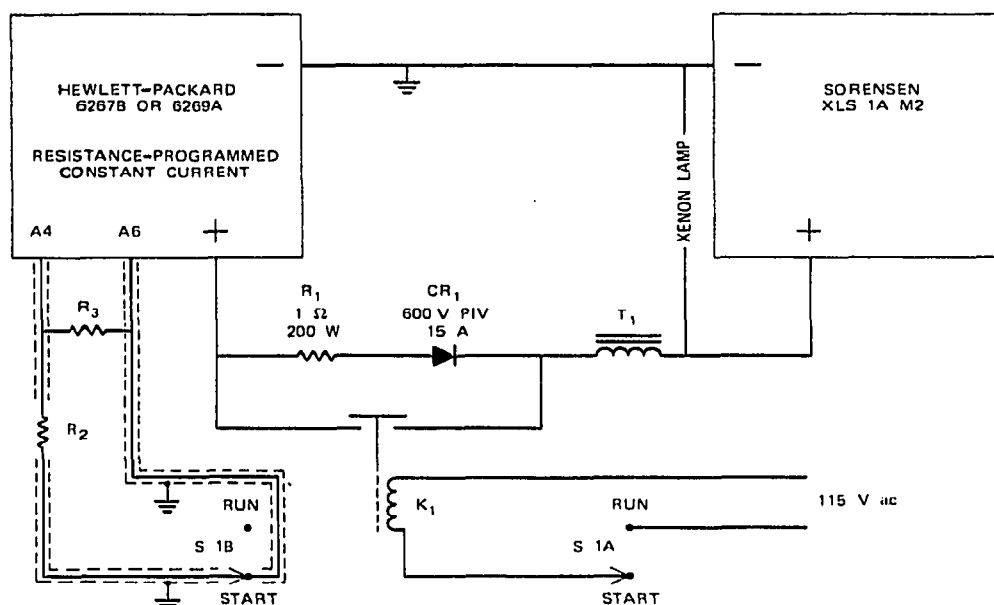 HEWLETT-PACKARD
6267B OR 6269A
RESISTANCE-PROGRAMMED
CONSTANT CURRENT
A4
A6
+
−
SORENSEN
XLS 1A M2
−
+
XENON LAMP
R1
1 Ω
200 W
CR1
600 V PIV
15 A
T1
R3
R2
RUN
S 1B
START
K1
RUN
S 1A
START
115 V ac